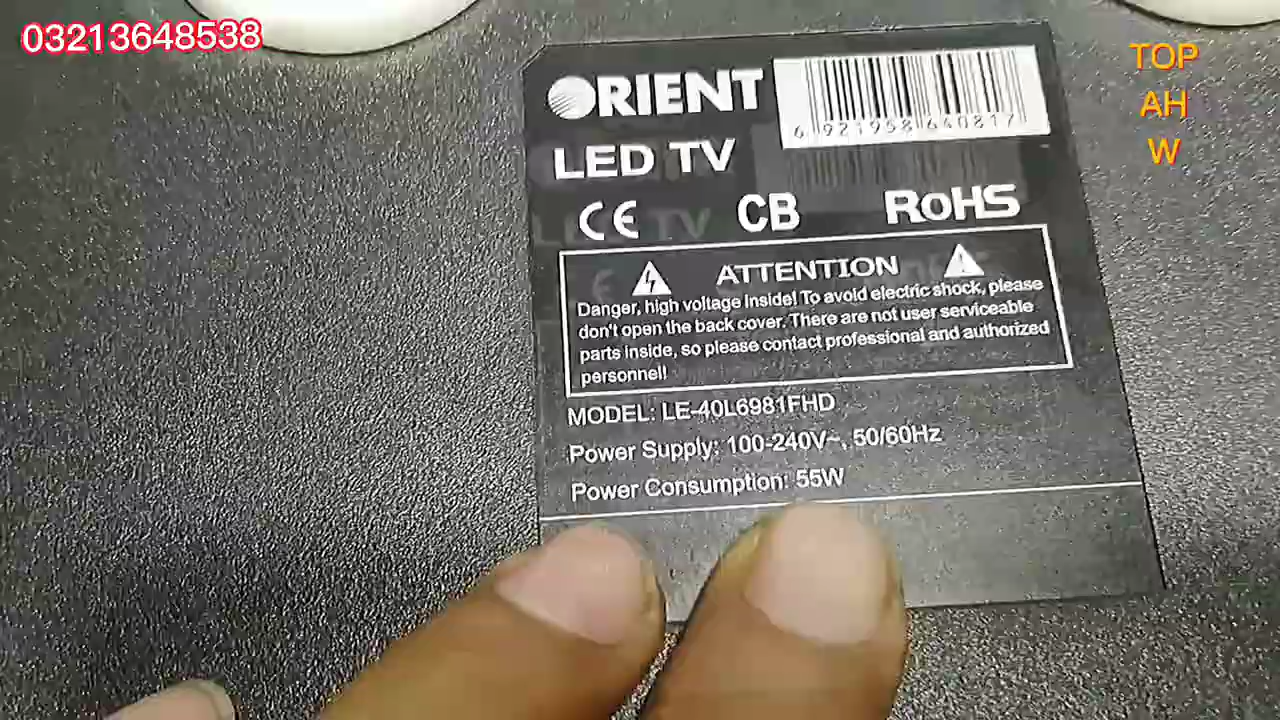 03213648538
TOP
AH
W
ORIENT
6 921958 640817
LED TV
CE CB RoHS
ATTENTION
Danger, high voltage inside! To avoid electric shock, please
don't open the back cover. There are not user serviceable
parts inside, so please contact professional and authorized
personnel!
MODEL: LE-40L6981FHD
Power Supply: 100-240V~, 50/60Hz
Power Consumption: 55W